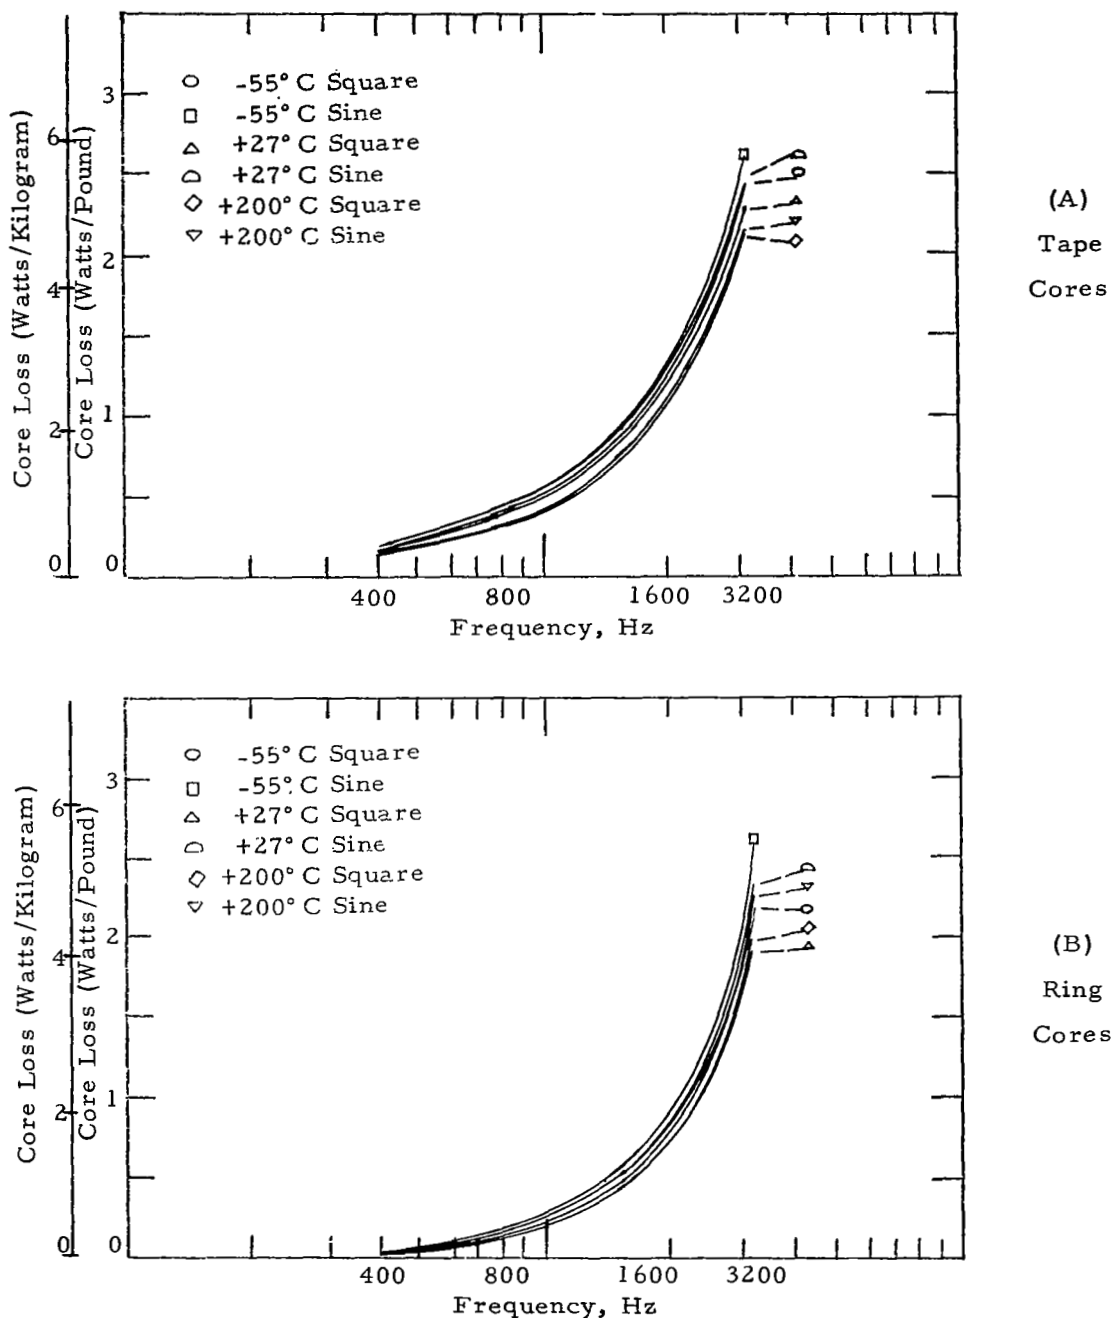 Core Loss (Watts/Kilogram)
Core Loss (Watts/Pound)
6
4
2
0
3
2
1
0
-55° C Square
-55° C Sine
+27° C Square
+27° C Sine
+200° C Square
+200° C Sine
400 800 1600 3200
Frequency, Hz
(A)
Tape
Cores
Core Loss (Watts/Kilogram)
Core Loss (Watts/Pound)
6
4
2
0
3
2
1
0
-55° C Square
-55° C Sine
+27° C Square
+27° C Sine
+200° C Square
+200° C Sine
400 800 1600 3200
Frequency, Hz
(B)
Ring
Cores